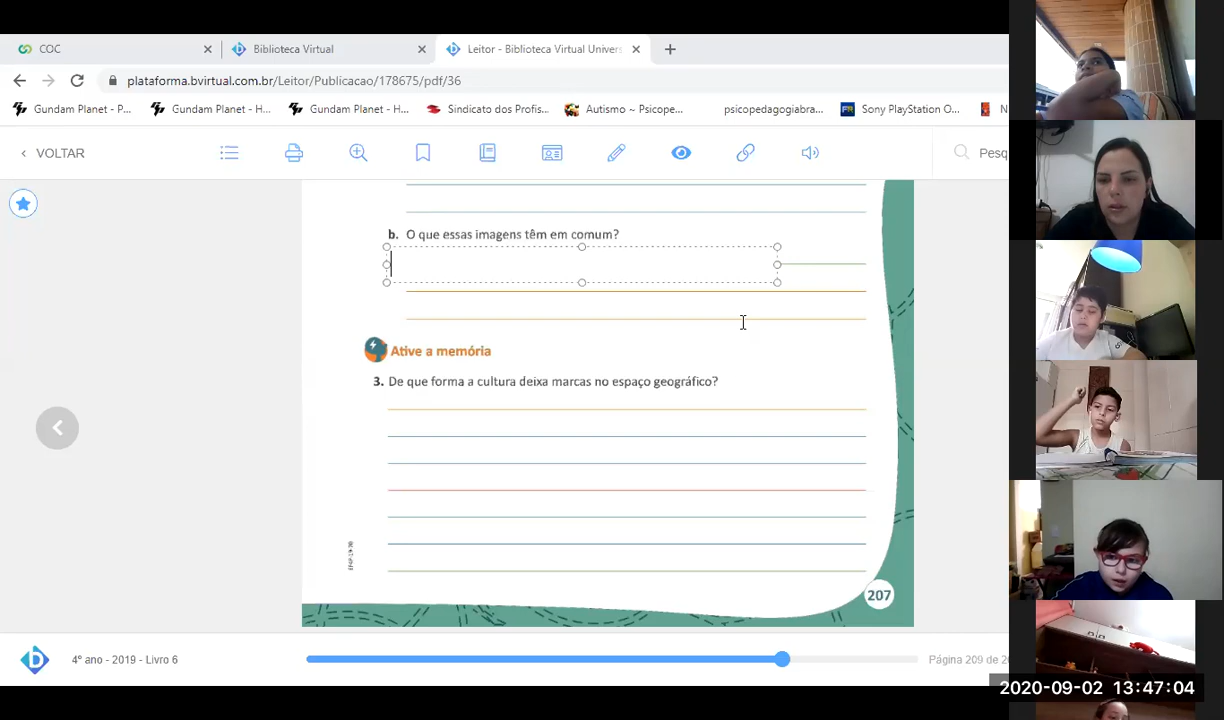 COC
Biblioteca Virtual
Leitor - Biblioteca Virtual Univers
plataforma.bvirtual.com.br/Leitor/Publicacao/178675/pdf/36
Gundam Planet - P...
Gundam Planet - H...
Gundam Planet - H...
Sindicato dos Profis...
Autismo ~ Psicope...
psicopedagogiabra...
Sony PlayStation O...
N
VOLTAR
Pesq
b. O que essas imagens têm em comum?
Ative a memória
3. De que forma a cultura deixa marcas no espaço geográfico?
207
4º ano - 2019 - Livro 6
Página 209 de
2020-09-02 13:47:04